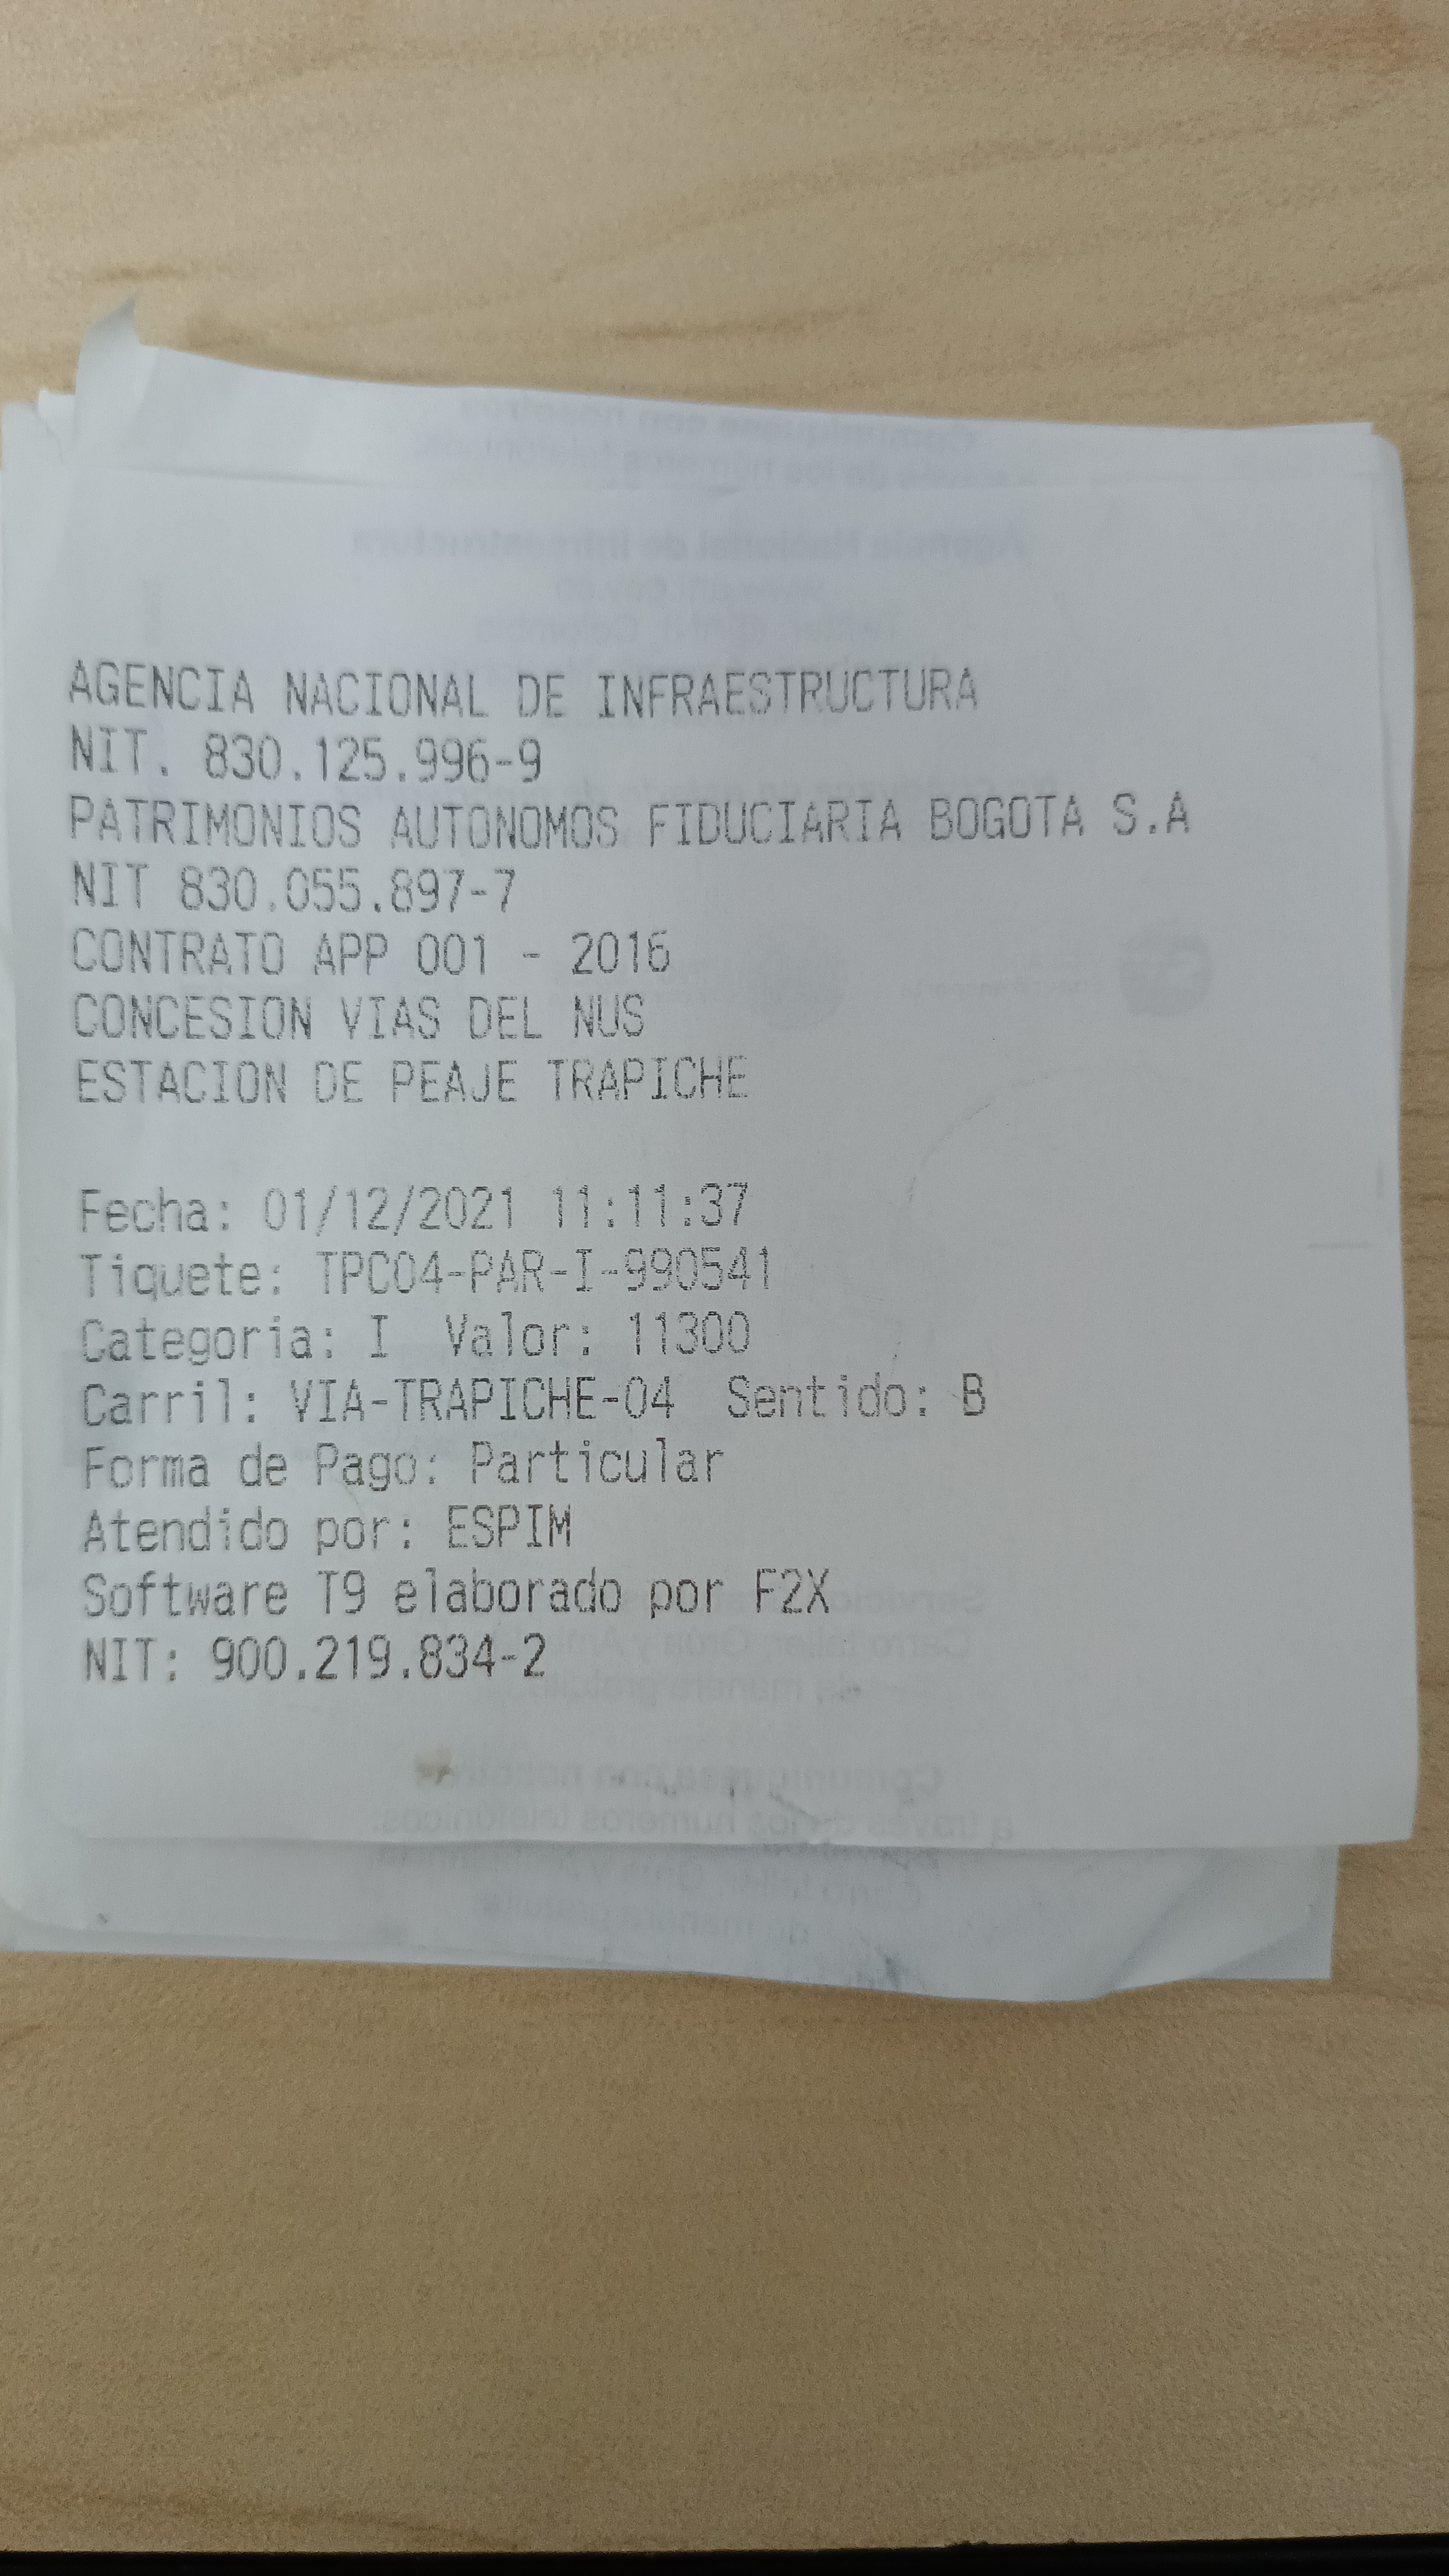 AGENCIA NACIONAL DE INFRAESTRUCTURA
NIT. 830.125.996-9
PATRIMONIOS AUTONOMOS FIDUCIARIA BOGOTA S.A
NIT 830.055.897-7
CONTRATO APP 001 - 2016
CONCESION VIAS DEL NUS
ESTACION DE PEAJE TRAPICHE
Fecha: 01/12/2021 11:11:37
Tiquete: TPC04-PAR-I-990541
Categoria: I Valor: 11300
Carril: VIA-TRAPICHE-04 Sentido: B
Forma de Pago: Particular
Atendido por: ESPIM
Software T9 elaborado por F2X
NIT: 900.219.834-2